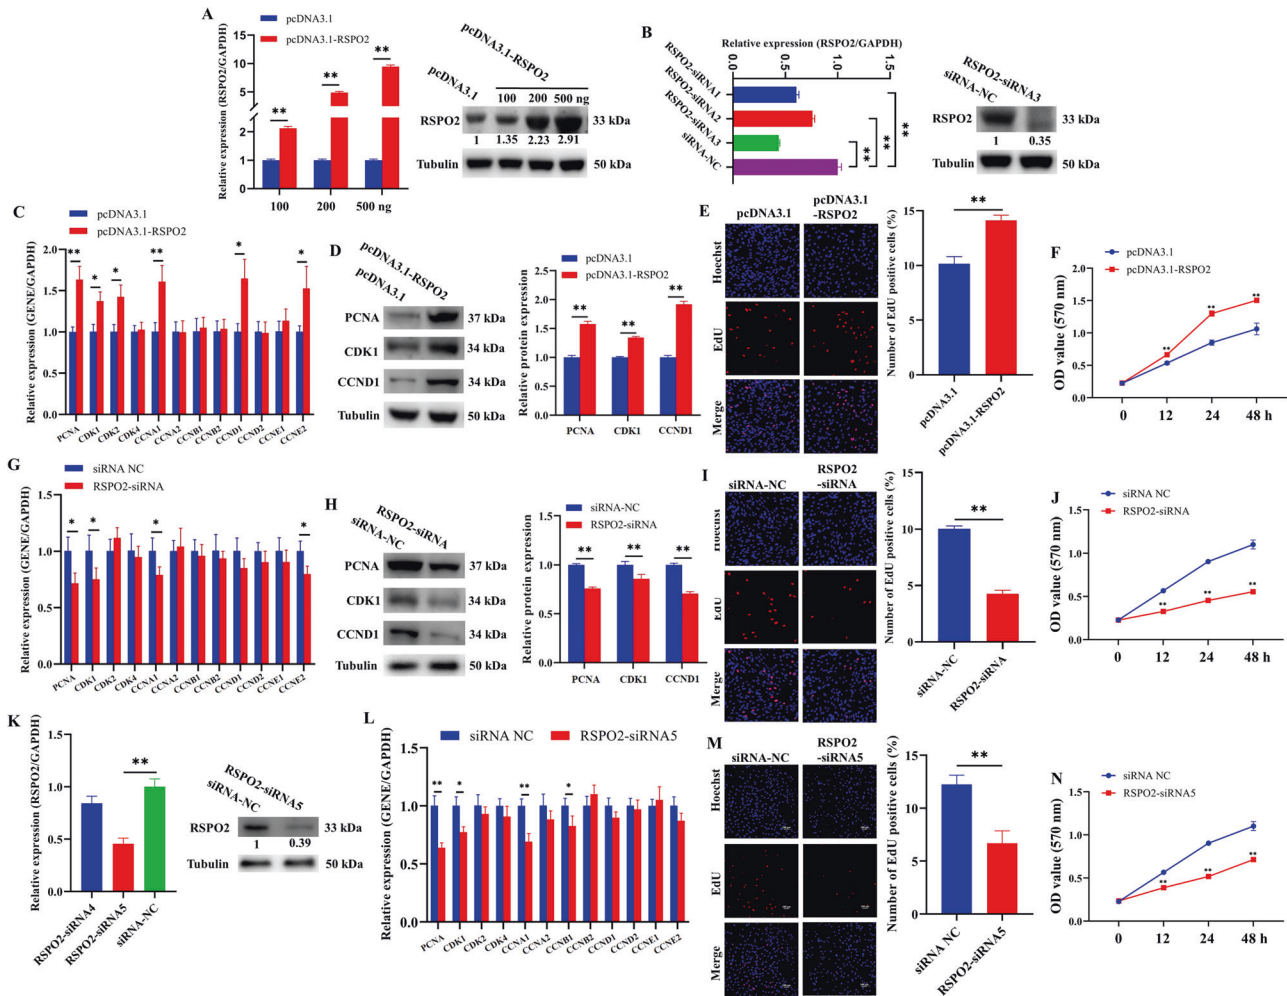 A
pcDNA3.1
pcDNA3.1-RSPO2
Relative expression (RSPO2/GAPDH)
15
10
5
2
1
0
**
**
**
100
200
500 ng
pcDNA3.1-RSPO2
pcDNA3.1
100 200 500 ng
RSPO2
33 kDa
1 1.35 2.23 2.91
Tubulin
50 kDa
B
Relative expression (RSPO2/GAPDH)
0.0 0.5 1.0 1.5
RSPO2-siRNA1
RSPO2-siRNA2
RSPO2-siRNA3
siRNA-NC
**
**
**
RSPO2-siRNA3
siRNA-NC
RSPO2
33 kDa
1 0.35
Tubulin
50 kDa
C
pcDNA3.1
pcDNA3.1-RSPO2
Relative expression (GENE/GAPDH)
2.0
1.5
1.0
0.5
0.0
** * * ** * *
PCNA CDK1 CDK2 CDK4 CCNA1 CCNA2 CCNB1 CCNB2 CCND1 CCND2 CCNE1 CCNE2
D
pcDNA3.1-RSPO2
pcDNA3.1
PCNA 37 kDa
CDK1 34 kDa
CCND1 34 kDa
Tubulin 50 kDa
pcDNA3.1
pcDNA3.1-RSPO2
Relative protein expression
2.5
2.0
1.5
1.0
0.5
0.0
** ** **
PCNA CDK1 CCND1
E
pcDNA3.1
pcDNA3.1
-RSPO2
Hoechst
EdU
Merge
Number of EdU positive cells (%)
15
10
5
0
**
pcDNA3.1
pcDNA3.1-RSPO2
F
pcDNA3.1
pcDNA3.1-RSPO2
OD value (570 nm)
2.0
1.5
1.0
0.5
0.0
** ** **
0 12 24 48 h
G
siRNA NC
RSPO2-siRNA
Relative expression (GENE/GAPDH)
1.5
1.0
0.5
0.0
* * * *
PCNA CDK1 CDK2 CDK4 CCNA1 CCNA2 CCNB1 CCNB2 CCND1 CCND2 CCNE1 CCNE2
H
RSPO2-siRNA
siRNA-NC
PCNA 37 kDa
CDK1 34 kDa
CCND1 34 kDa
Tubulin 50 kDa
siRNA-NC
RSPO2-siRNA
Relative protein expression
1.5
1.0
0.5
0.0
** ** **
PCNA CDK1 CCND1
I
siRNA-NC
RSPO2
-siRNA
Hoechst
EdU
Merge
Number of EdU positive cells (%)
15
10
5
0
**
siRNA-NC
RSPO2-siRNA
J
siRNA NC
RSPO2-siRNA
OD value (570 nm)
1.5
1.0
0.5
0.0
** ** **
0 12 24 48 h
K
Relative expression (RSPO2/GAPDH)
1.5
1.0
0.5
0.0
**
RSPO2-siRNA4
RSPO2-siRNA5
siRNA-NC
RSPO2-siRNA5
siRNA-NC
RSPO2
33 kDa
1 0.39
Tubulin
50 kDa
L
siRNA NC
RSPO2-siRNA5
Relative expression (GENE/GAPDH)
1.5
1.0
0.5
0.0
** * ** *
PCNA CDK1 CDK2 CDK4 CCNA1 CCNA2 CCNB1 CCNB2 CCND1 CCND2 CCNE1 CCNE2
M
siRNA-NC
RSPO2
-siRNA5
Hoechst
EdU
Merge
Number of EdU positive cells (%)
15
10
5
0
**
siRNA NC
RSPO2-siRNA5
N
siRNA NC
RSPO2-siRNA5
OD value (570 nm)
1.5
1.0
0.5
0.0
** ** **
0 12 24 48 h